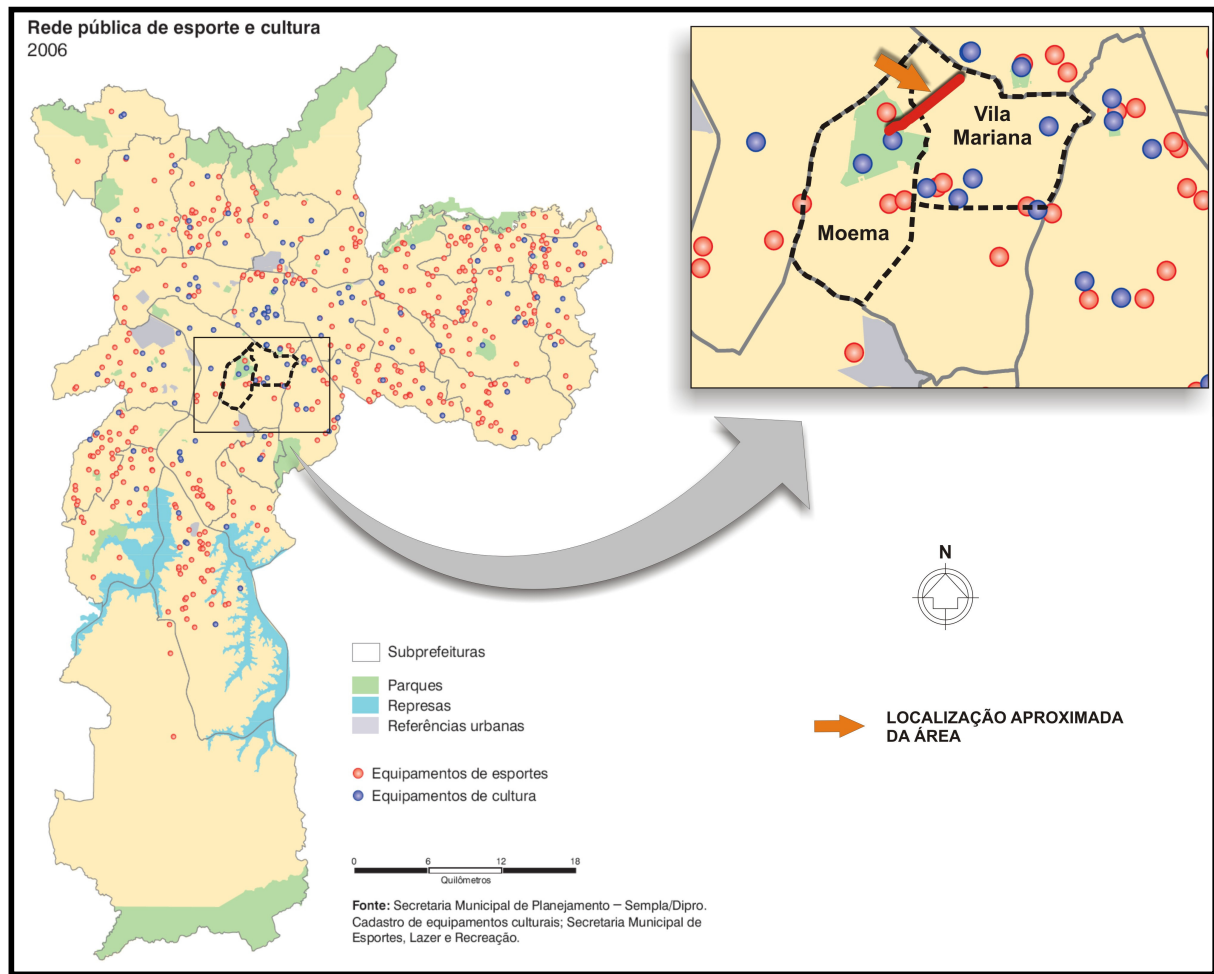 Rede pública de esporte e cultura
2006
Vila
Mariana
Moema
N
Subprefeituras
Parques
Represas
Referências urbanas
Equipamentos de esportes
Equipamentos de cultura
0 6 12 18
Quilômetros
LOCALIZAÇÃO APROXIMADA
DA ÁREA
Fonte: Secretaria Municipal de Planejamento – Sempla/Dipro.
Cadastro de equipamentos culturais; Secretaria Municipal de
Esportes, Lazer e Recreação.